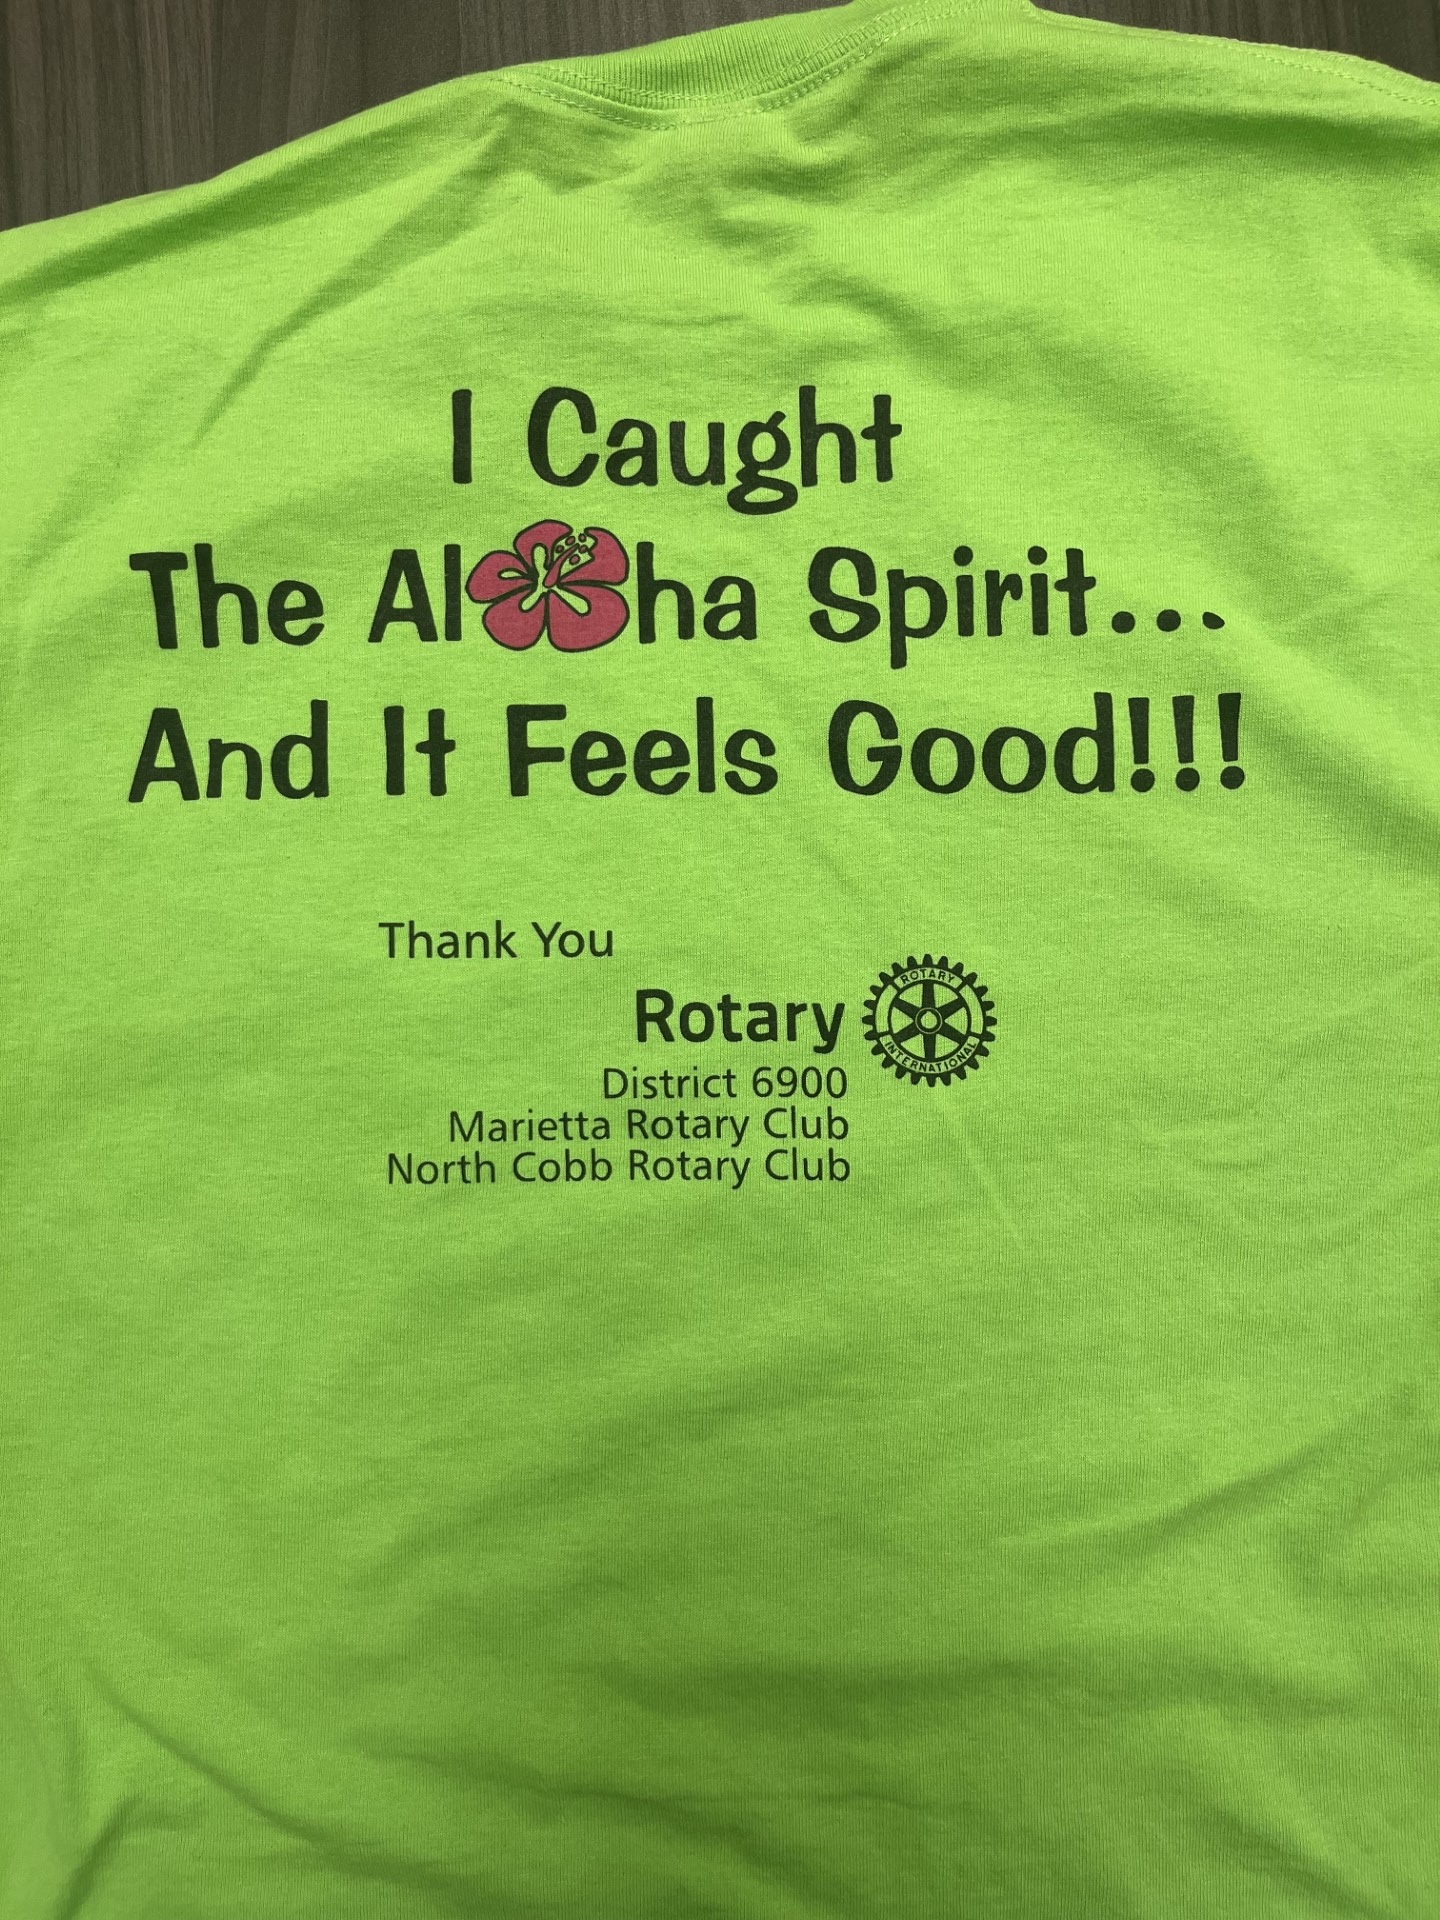 I Caught
The Aloha Spirit...
And It Feels Good!!!
Thank You
Rotary
ROTARY
INTERNATIONAL
District 6900
Marietta Rotary Club
North Cobb Rotary Club